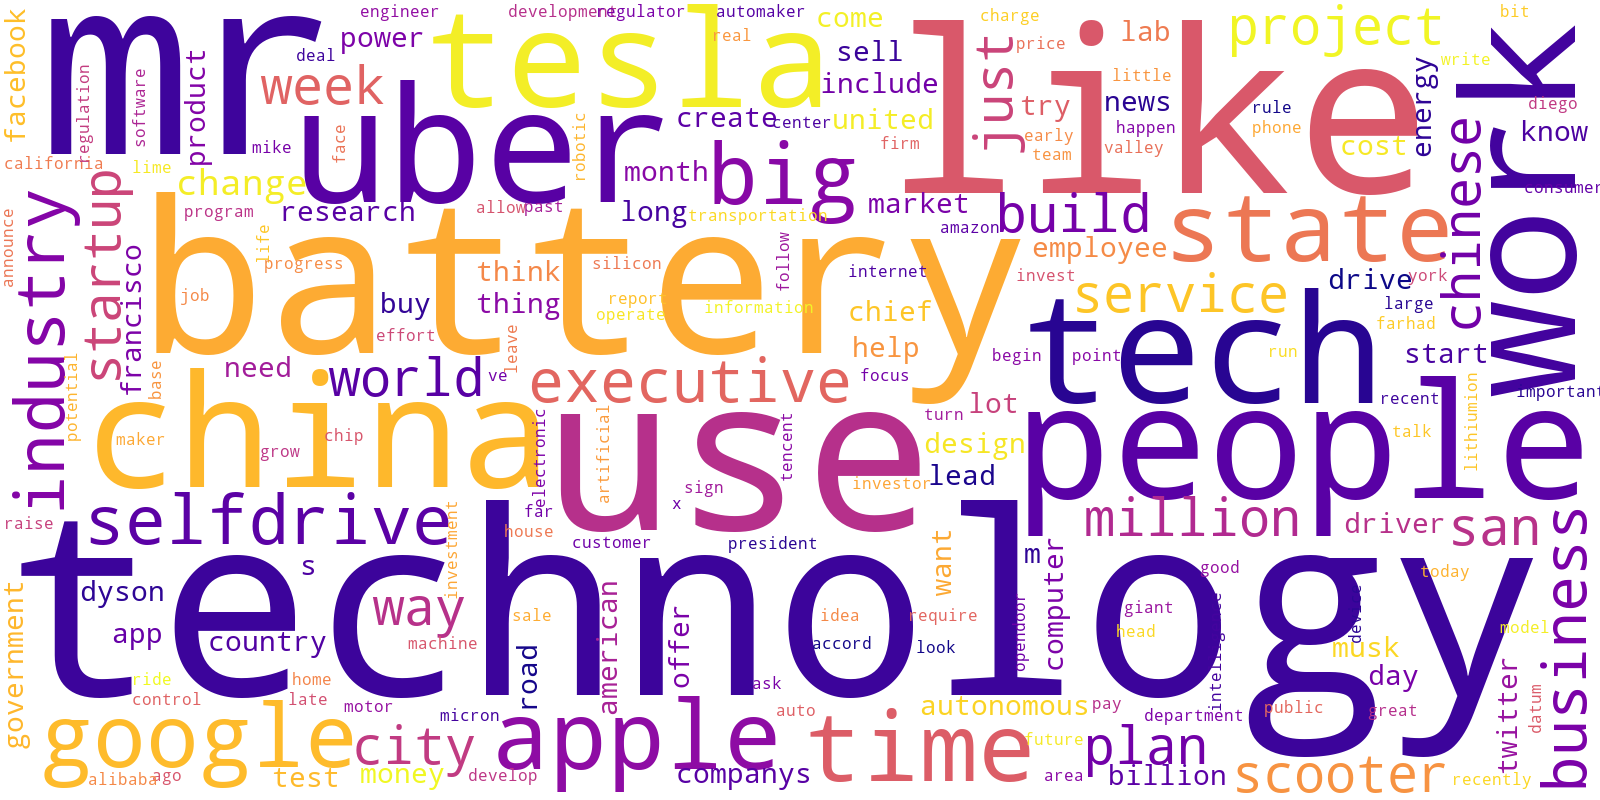 facebook
mr
engineer
development
regulator
automaker
come
charge
project
bit
deal
power
tesla
real
sell
just
price
lab
work
regulation
software
product
week
uber
include
like
try
little
news
rule
energy
write
diego
california
lime
mike
face
robotic
create
center
united
firm
early
team
happen
valley
phone
cost
chinese
know
consumer
industry
startup
change
month
big
market
build
state
announce
program
research
allow
past
long
transportation
amazon
employee
francisco
life
progress
battery
think
silicon
follow
internet
invest
service
drive
york
job
buy
thing
report
operate
information
chief
tech
large
farhad
effort
leave
help
begin
point
run
start
potential
base
need
world
ve
executive
focus
people
recent
important
china
use
turn
lot
talk
lithiumion
maker
grow
chip
electronic
artificial
tencent
design
lead
raise
selfdrive
far
sign
x
investor
million
driver
san
business
technology
s
investment
house
customer
president
want
m
computer
good
today
government
dyson
app
country
way
machine
sale
american
offer
idea
accord
require
look
opendoor
giant
head
intelligence
device
musk
model
ride
control
home
late
motor
micron
road
ask
auto
autonomous
pay
department
public
day
great
twitter
datum
google
city
apple
time
future
plan
alibaba
ago
test
money
develop
companys
area
billion
scooter
recently